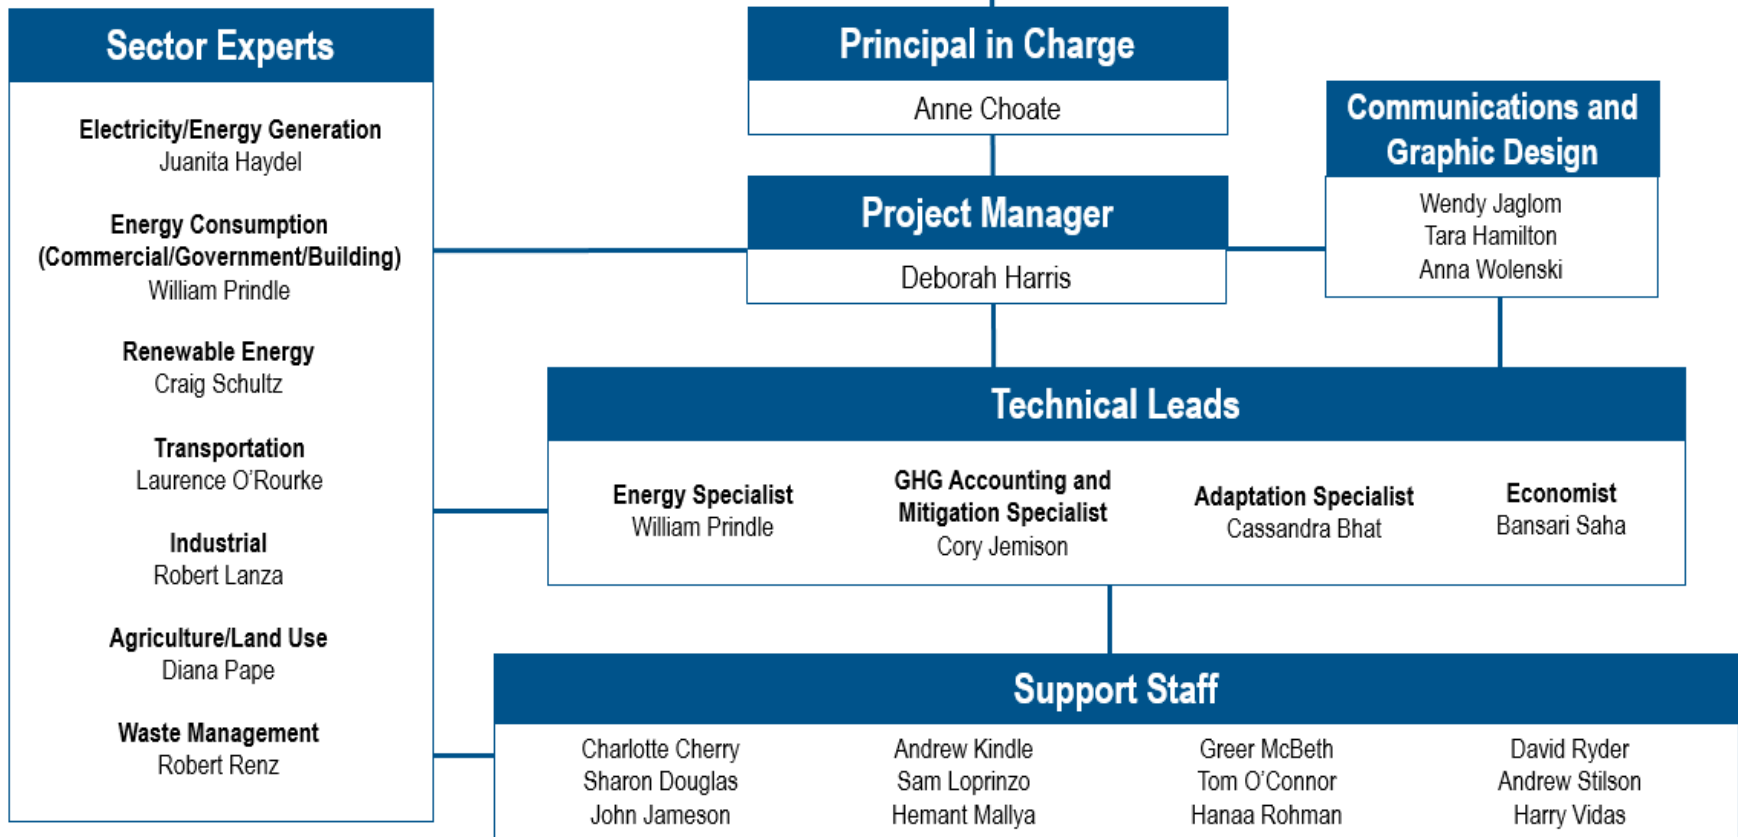 Sector Experts
Electricity/Energy Generation
Juanita Haydel
Energy Consumption
(Commercial/Government/Building)
William Prindle
Renewable Energy
Craig Schultz
Transportation
Laurence O'Rourke
Industrial
Robert Lanza
Agriculture/Land Use
Diana Pape
Waste Management
Robert Renz
Principal in Charge
Anne Choate
Project Manager
Deborah Harris
Communications and
Graphic Design
Wendy Jaglom
Tara Hamilton
Anna Wolenski
Technical Leads
Energy Specialist
William Prindle
GHG Accounting and
Mitigation Specialist
Cory Jemison
Adaptation Specialist
Cassandra Bhat
Economist
Bansari Saha
Support Staff
Charlotte Cherry
Sharon Douglas
John Jameson
Andrew Kindle
Sam Loprinzo
Hemant Mallya
Greer McBeth
Tom O'Connor
Hanaa Rohman
David Ryder
Andrew Stilson
Harry Vidas